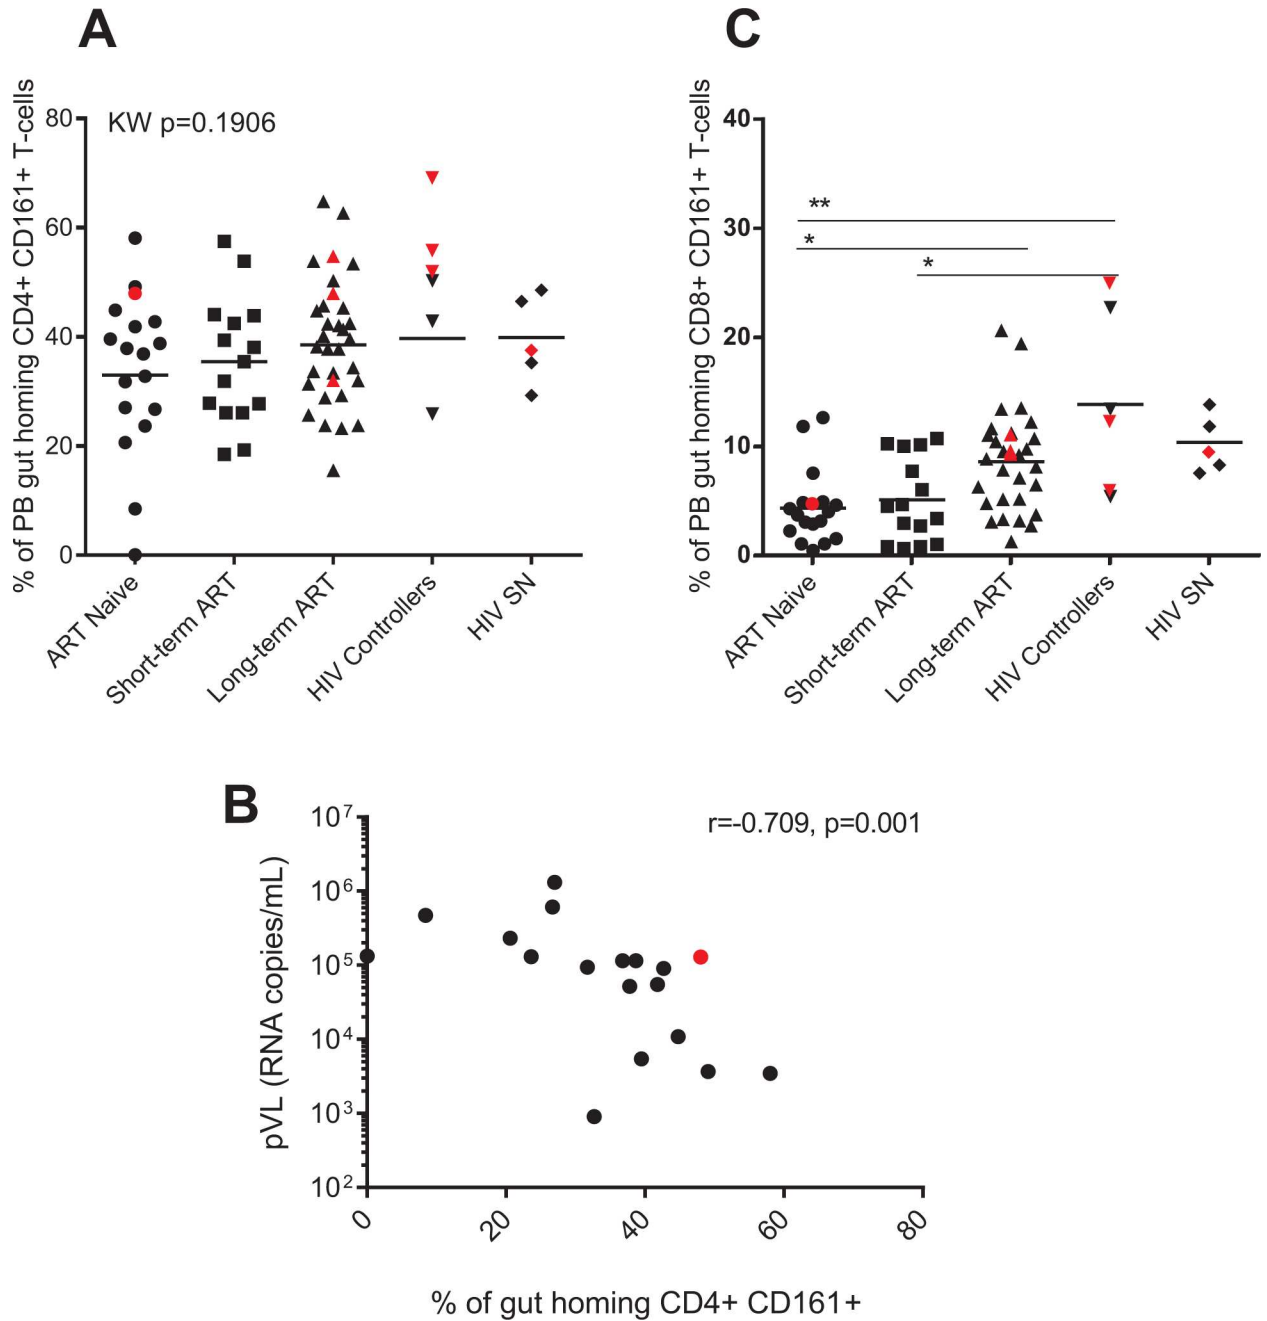 A
% of PB gut homing CD4+ CD161+ T-cells
KW p=0.1906
80
60
40
20
0
ART Naive
Short-term ART
Long-term ART
HIV Controllers
HIV SN
C
% of PB gut homing CD8+ CD161+ T-cells
40
30
20
10
0
**
*
*
ART Naive
Short-term ART
Long-term ART
HIV Controllers
HIV SN
B
r=-0.709, p=0.001
pVL (RNA copies/mL)
10⁷
10⁶
10⁵
10⁴
10³
10²
0 20 40 60 80
% of gut homing CD4+ CD161+